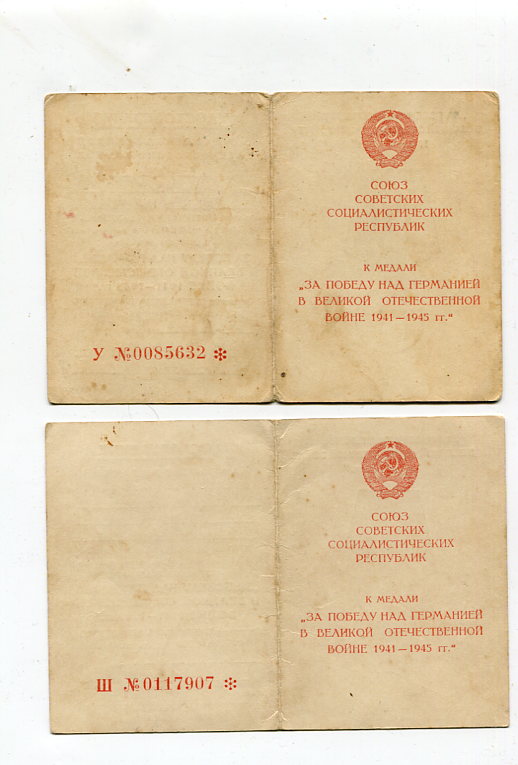 СОЮЗ
СОВЕТСКИХ
СОЦИАЛИСТИЧЕСКИХ
РЕСПУБЛИК
К МЕДАЛИ
„ЗА ПОБЕДУ НАД ГЕРМАНИЕЙ
В ВЕЛИКОЙ ОТЕЧЕСТВЕННОЙ
ВОЙНЕ 1941—1945 гг.“
У №0085632 ✻
СОЮЗ
СОВЕТСКИХ
СОЦИАЛИСТИЧЕСКИХ
РЕСПУБЛИК
К МЕДАЛИ
„ЗА ПОБЕДУ НАД ГЕРМАНИЕЙ
В ВЕЛИКОЙ ОТЕЧЕСТВЕННОЙ
ВОЙНЕ 1941—1945 гг.“
Ш №0117907 ✻